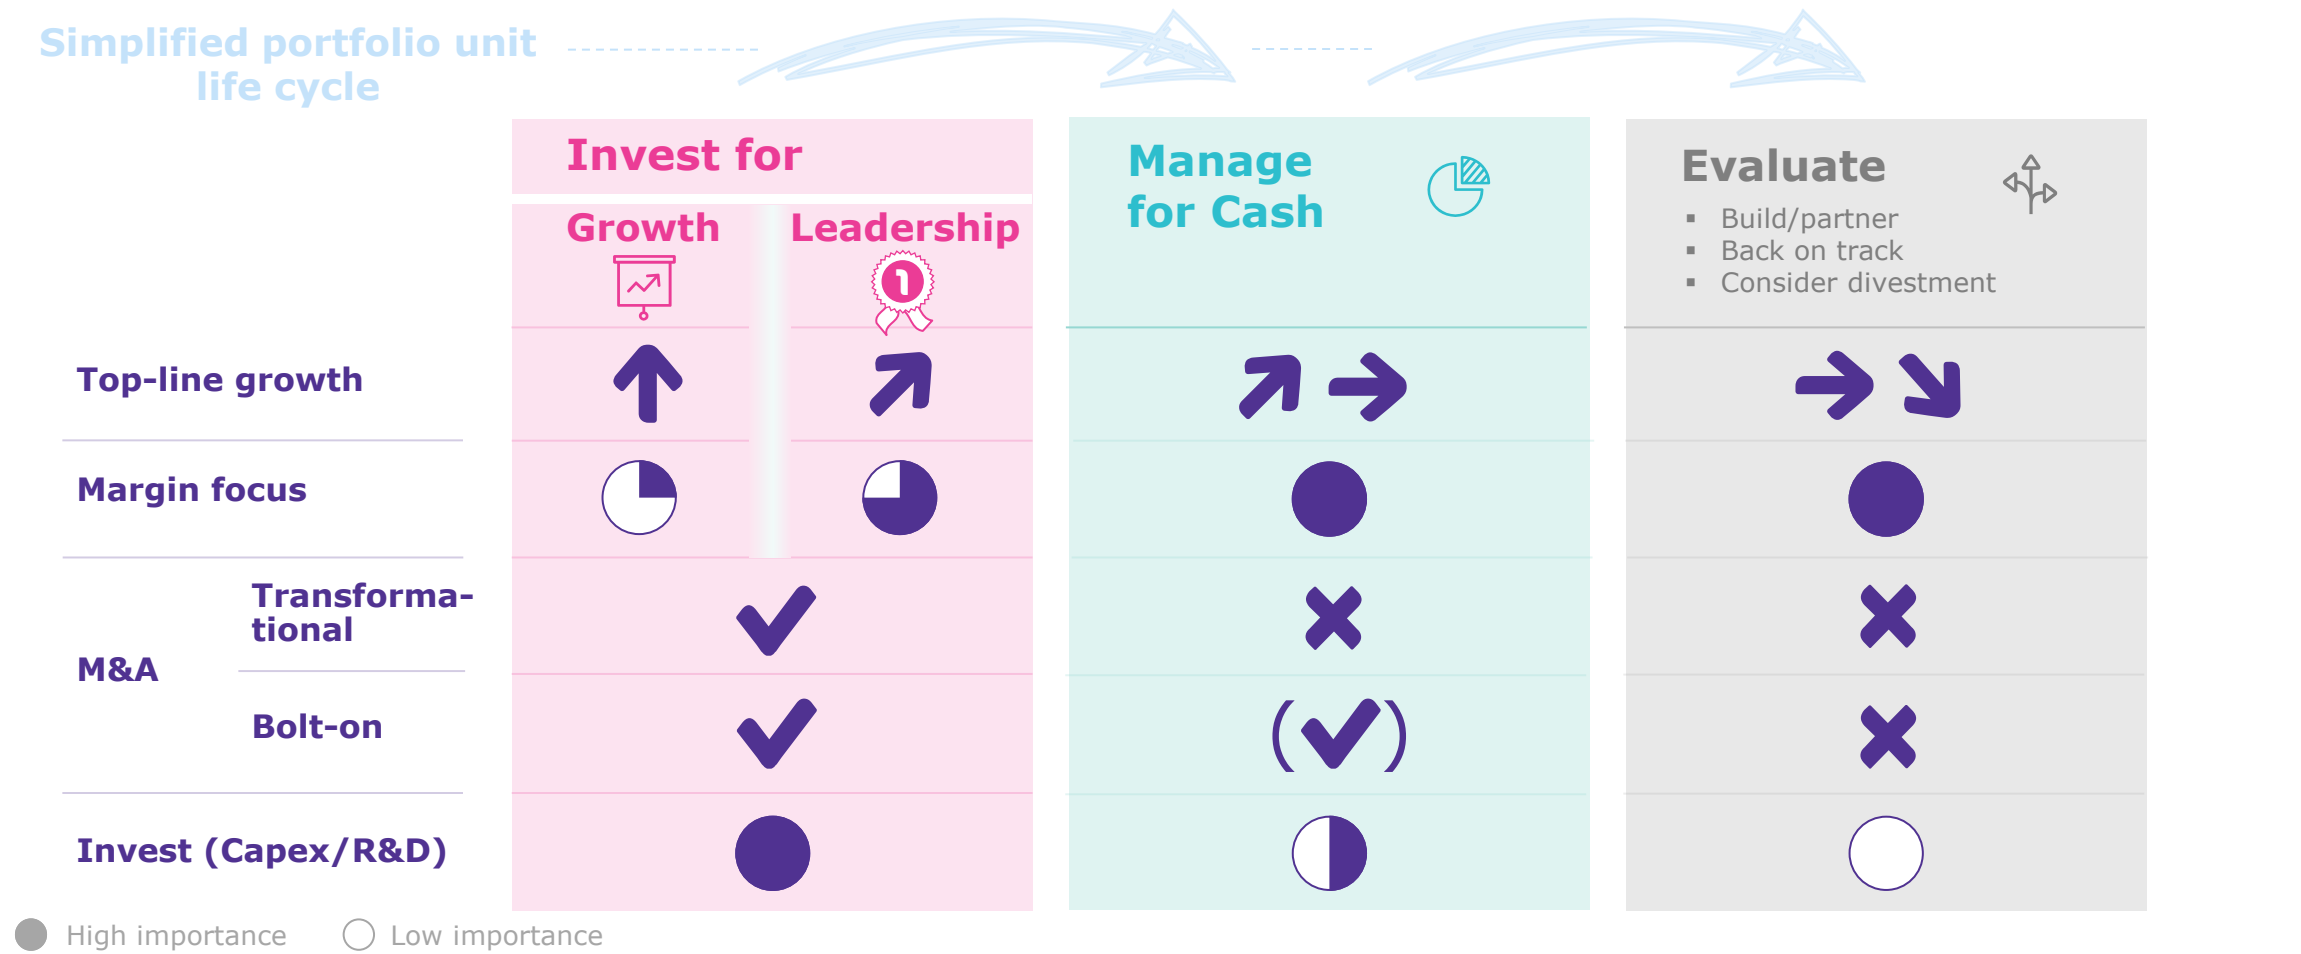 Simplified portfolio unit
life cycle
Invest for
Growth
Leadership
1
Manage
for Cash
Evaluate
▪ Build/partner
▪ Back on track
▪ Consider divestment
Top-line growth
Margin focus
M&A
Transforma-
tional
Bolt-on
( )
Invest (Capex/R&D)
High importance
Low importance